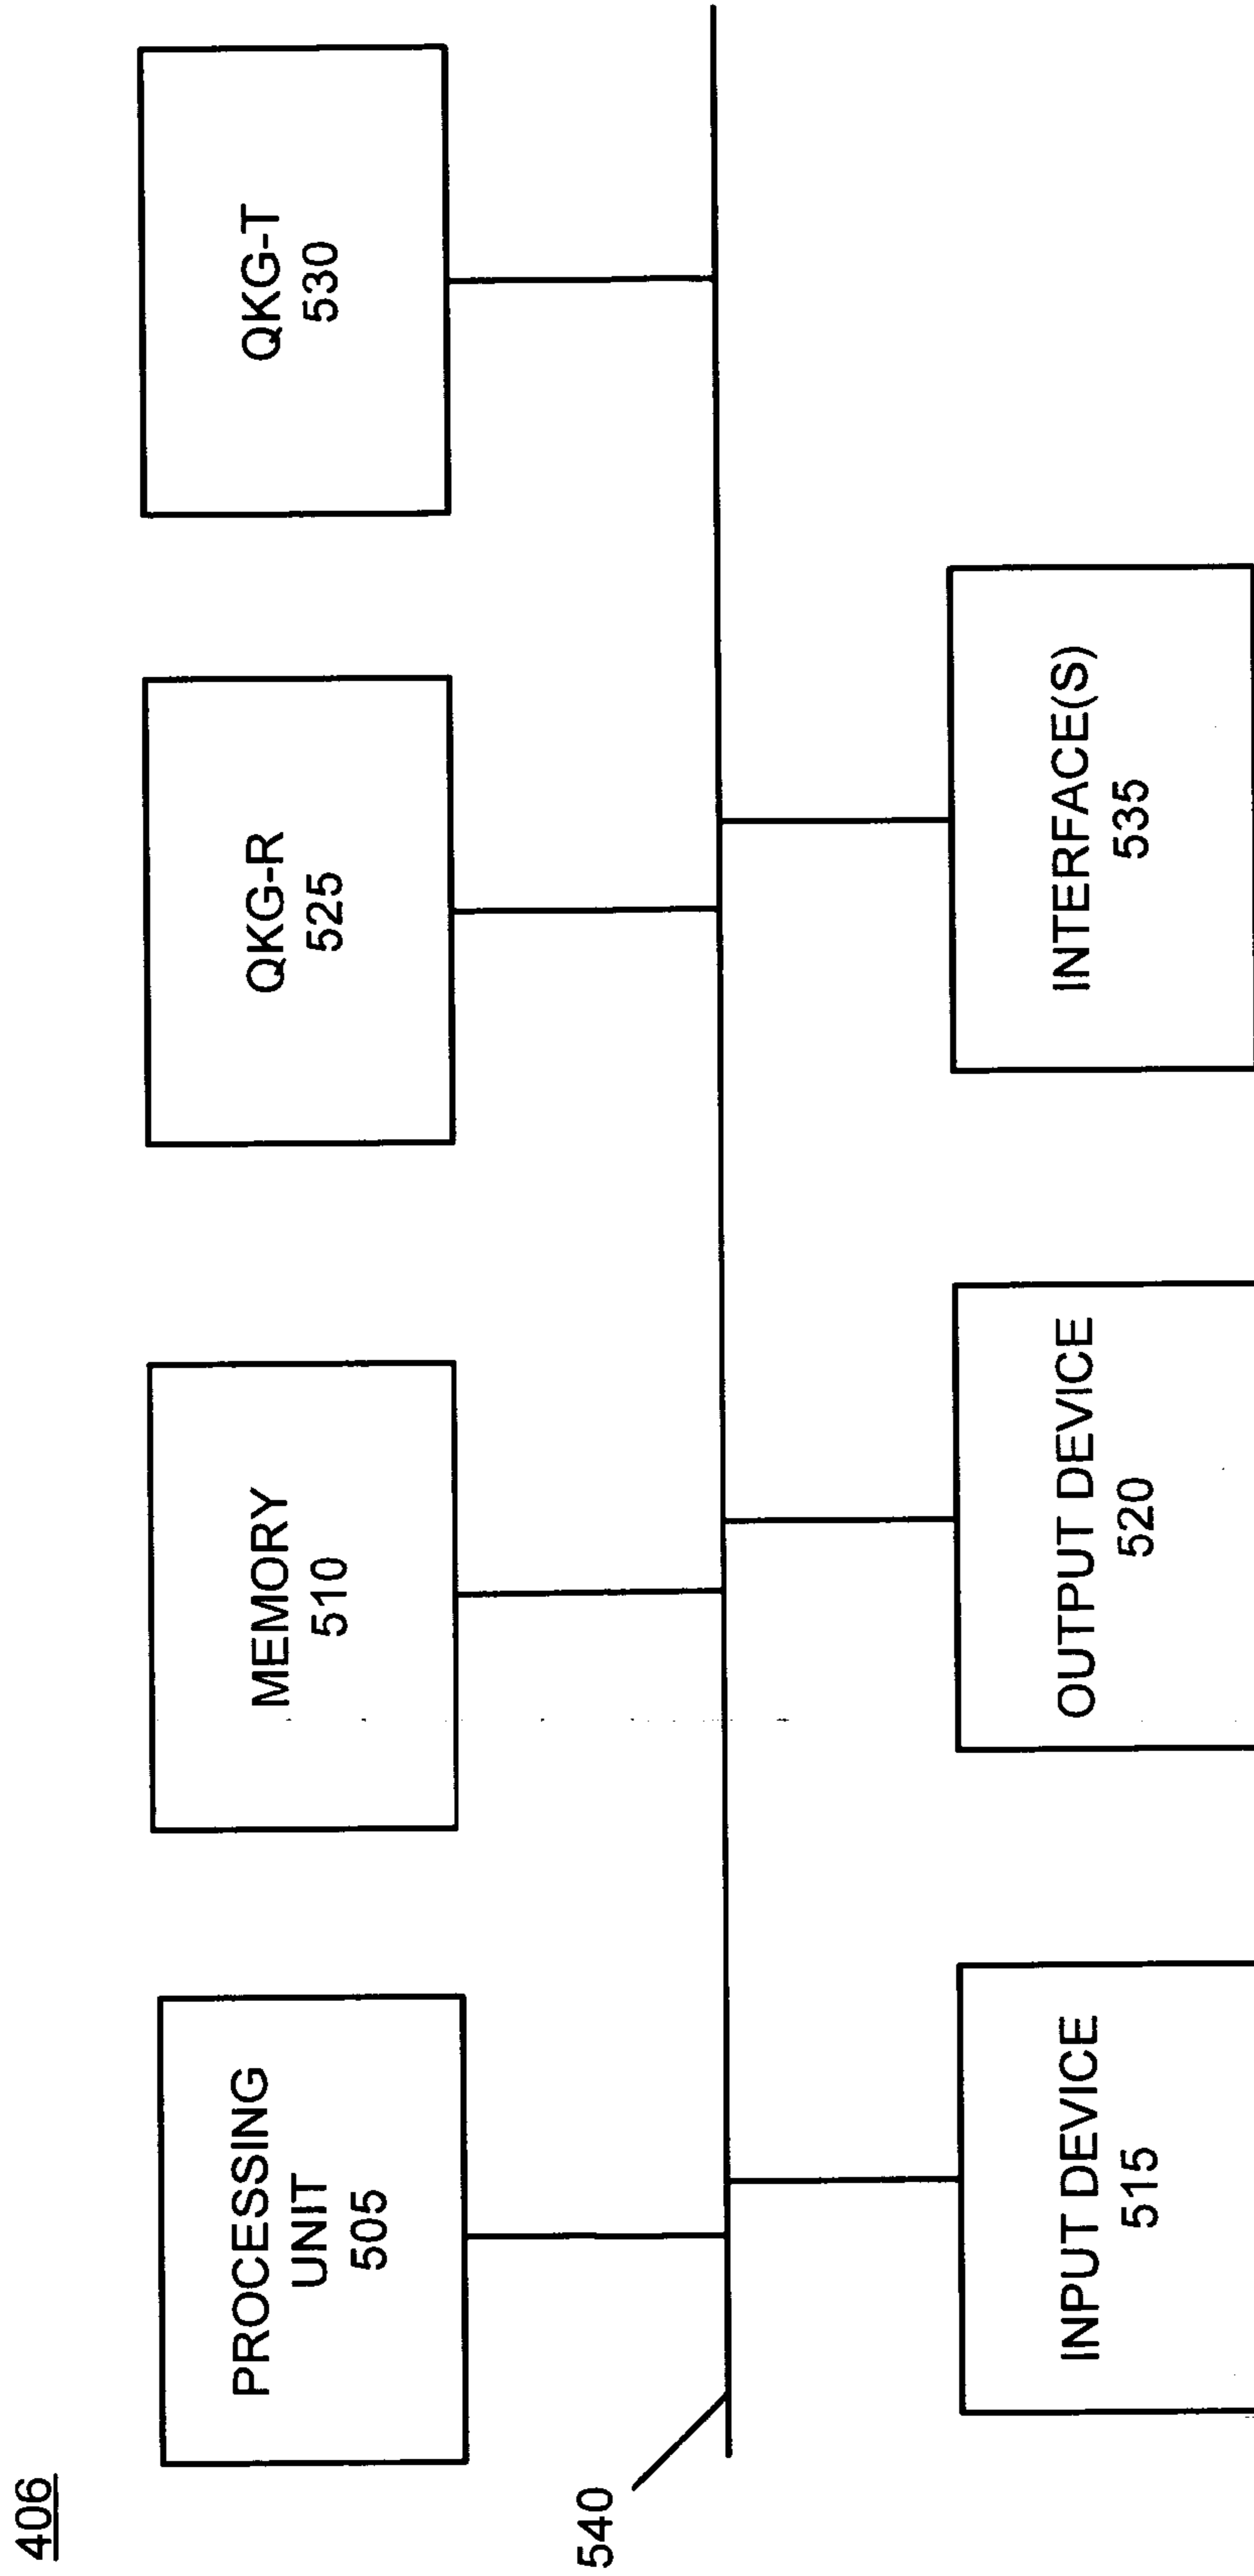 406
PROCESSING
UNIT
505
MEMORY
510
QKG-R
525
QKG-T
530
540
INPUT DEVICE
515
OUTPUT DEVICE
520
INTERFACE(S)
535